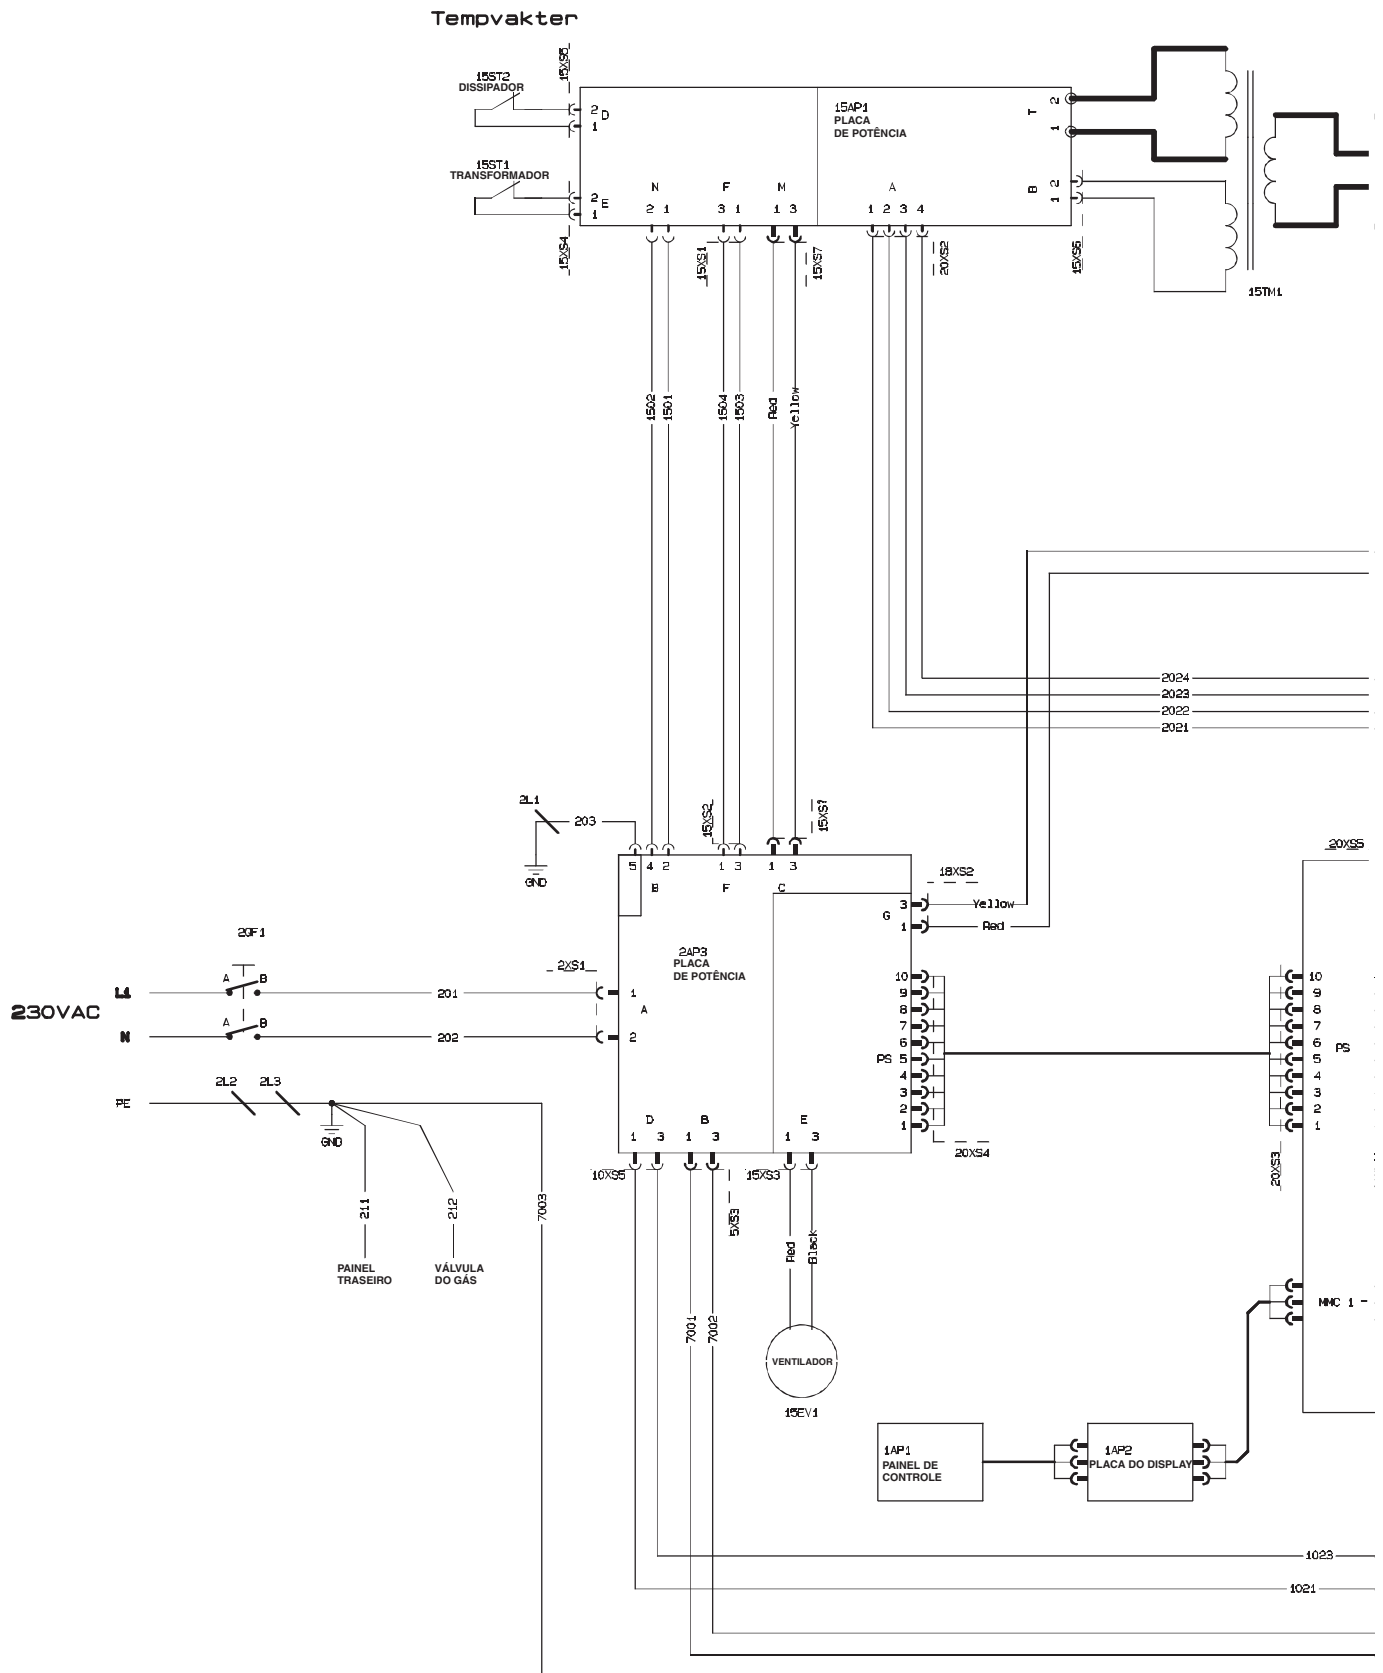 Tempvakter
15XS5
15ST2
DISSIPADOR
2
D
1
15AP1
PLACA
DE POTÊNCIA
T
2
1
15ST1
TRANSFORMADOR
2
E
1
15XS4
N
F
M
A
B
2
1
2 1
3 1
1 3
1 2 3 4
15XS1
15XS7
20XS2
15XS6
15TM1
1502
1501
1504
1503
Red
Yellow
2024
2023
2022
2021
2L1
203
GND
15XS2
15XS7
20XS5
5 4 2
1 3
1 3
B
F
C
18XS2
3
G
1
Yellow
Red
20F1
2XS1
2AP3
PLACA
DE POTÊNCIA
A B
L1
201
1
A
230VAC
A B
N
202
2
10
9
8
7
6
PS 5
4
3
2
1
10
9
8
7
6
PS
5
4
3
2
1
2L2
2L3
PE
GND
D
B
E
1 3
1 3
1 3
20XS4
20XS3
10XS5
5XS3
15XS3
211
212
7003
Red
Black
PAINEL
TRASEIRO
VÁLVULA
DO GÁS
MMC 1 -
7001
7002
VENTILADOR
15EV1
1AP1
PAINEL DE
CONTROLE
1AP2
PLACA DO DISPLAY
1023
1021